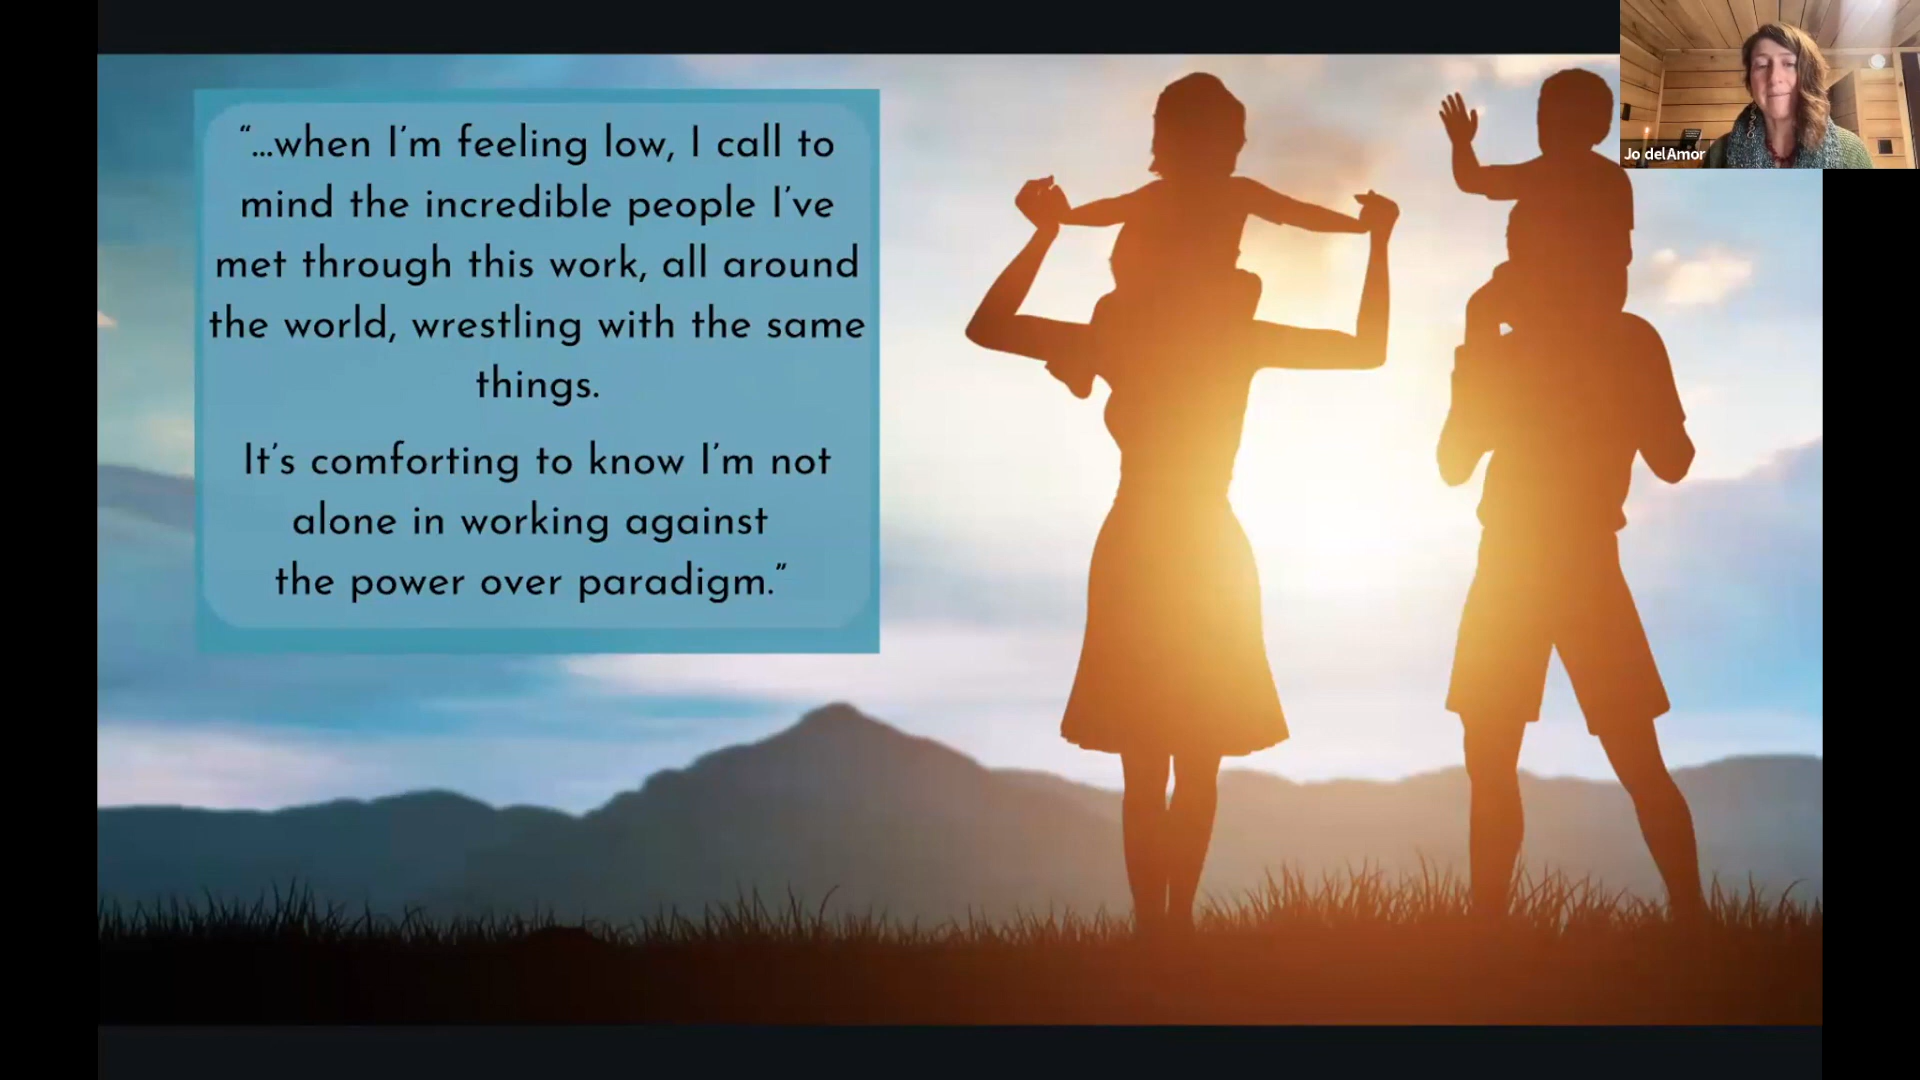 “...when I’m feeling low, I call to
mind the incredible people I’ve
met through this work, all around
the world, wrestling with the same
things.
It’s comforting to know I’m not
alone in working against
the power over paradigm.”
Jo delAmor